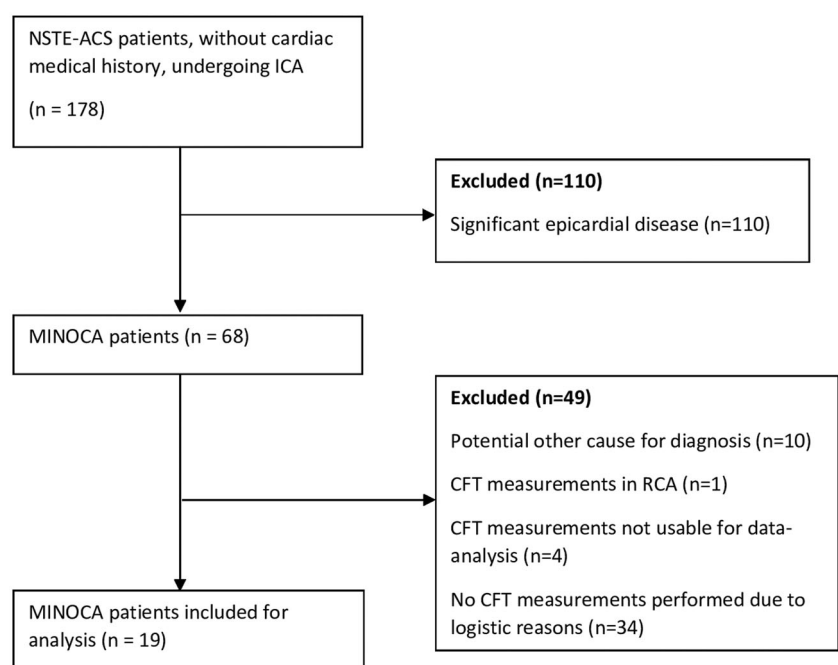 NSTE-ACS patients, without cardiac
medical history, undergoing ICA
(n = 178)
Excluded (n=110)
Significant epicardial disease (n=110)
MINOCA patients (n = 68)
Excluded (n=49)
Potential other cause for diagnosis (n=10)
CFT measurements in RCA (n=1)
CFT measurements not usable for data-
analysis (n=4)
No CFT measurements performed due to
logistic reasons (n=34)
MINOCA patients included for
analysis (n = 19)